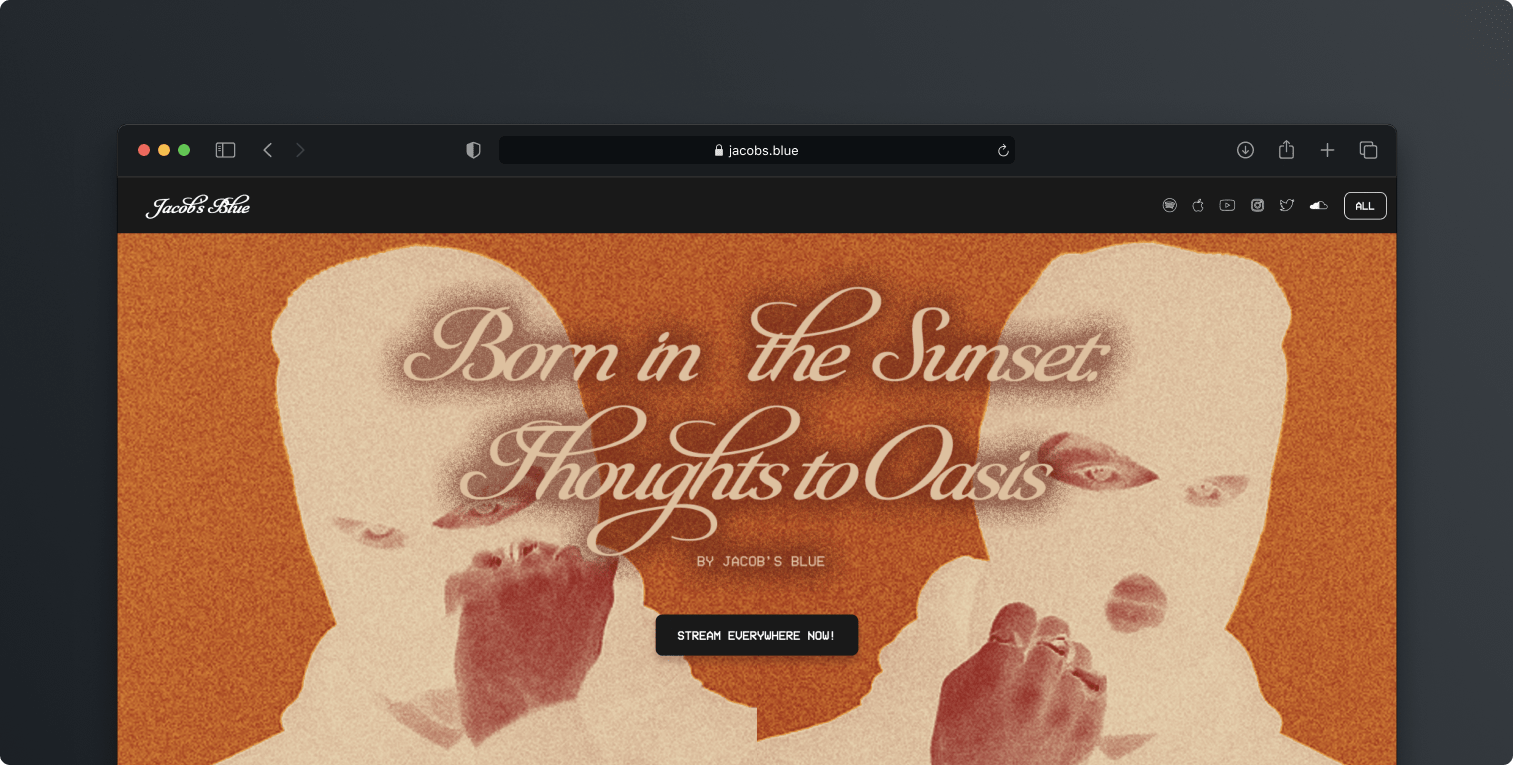 jacobs.blue
Jacob's Blue
ALL
Born in the Sunset:
Thoughts to Oasis
BY JACOB'S BLUE
STREAM EVERYWHERE NOW!